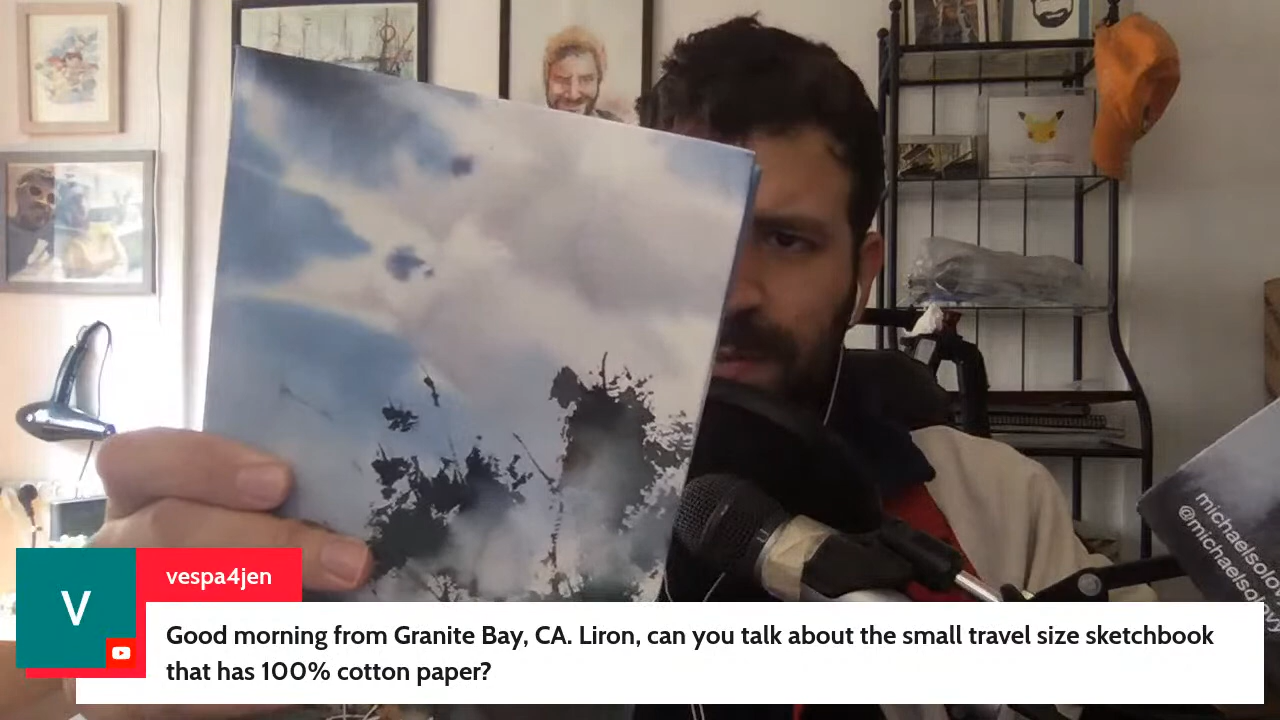 michaelsolov
@michaelsolovy
V
vespa4jen
Good morning from Granite Bay, CA. Liron, can you talk about the small travel size sketchbook
that has 100% cotton paper?